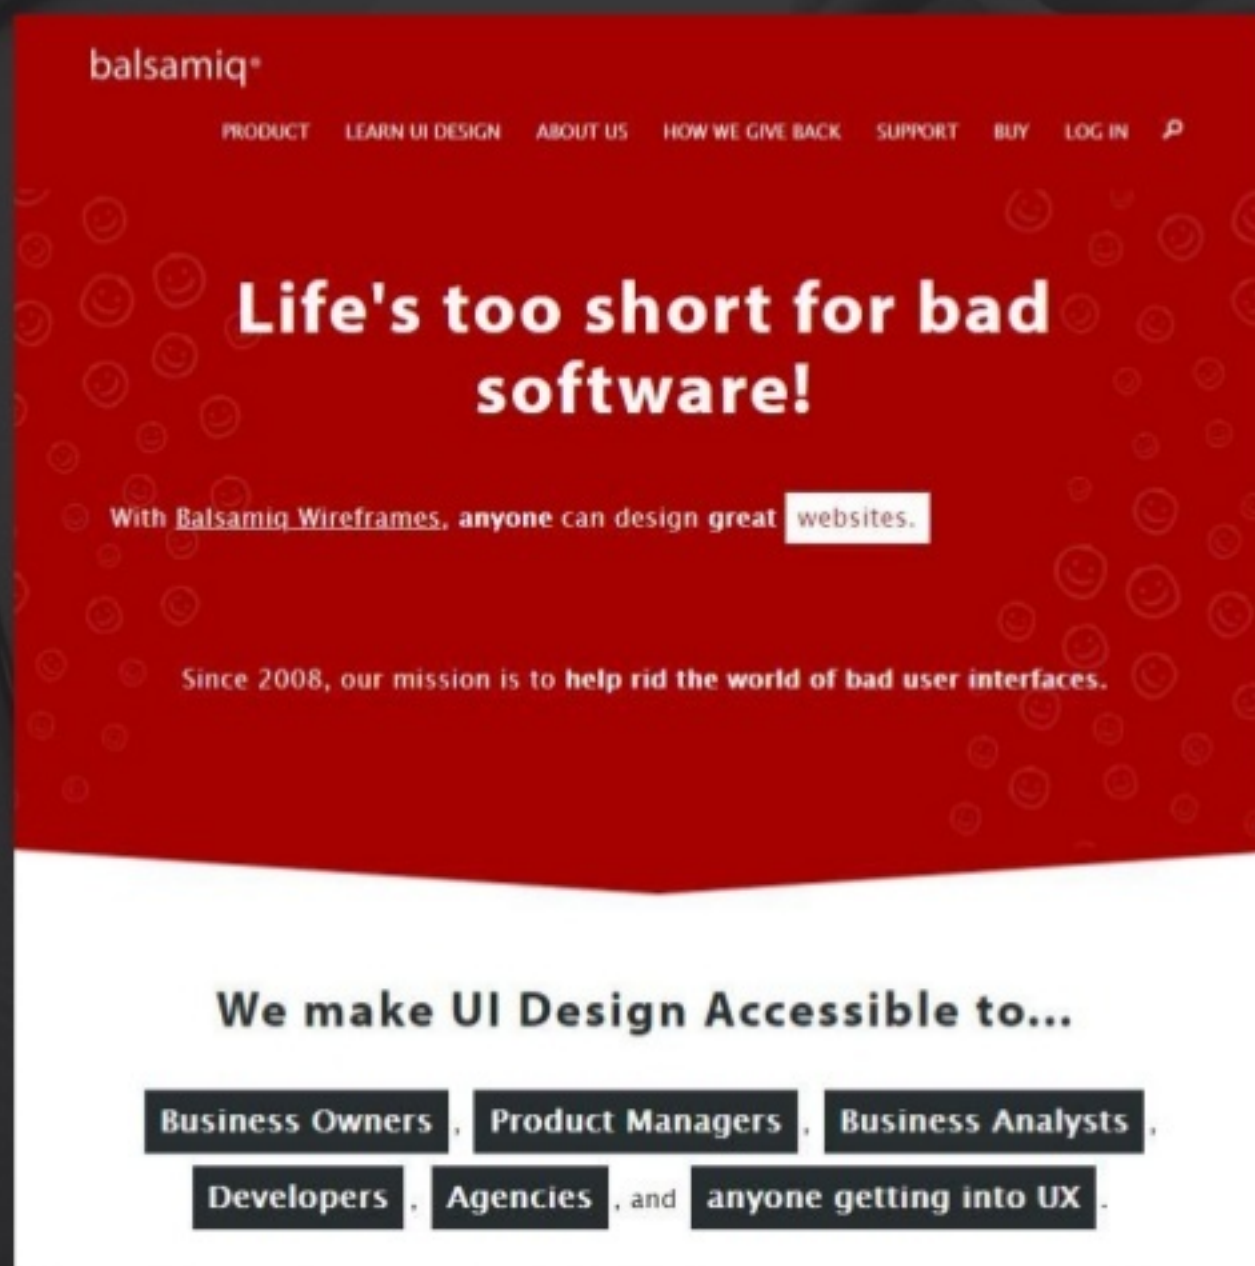 balsamiq®
PRODUCT LEARN UI DESIGN ABOUT US HOW WE GIVE BACK SUPPORT BUY LOG IN
Life's too short for bad
software!
With Balsamiq Wireframes, anyone can design great websites.
Since 2008, our mission is to help rid the world of bad user interfaces.
We make UI Design Accessible to...
Business Owners , Product Managers , Business Analysts ,
Developers , Agencies , and anyone getting into UX .